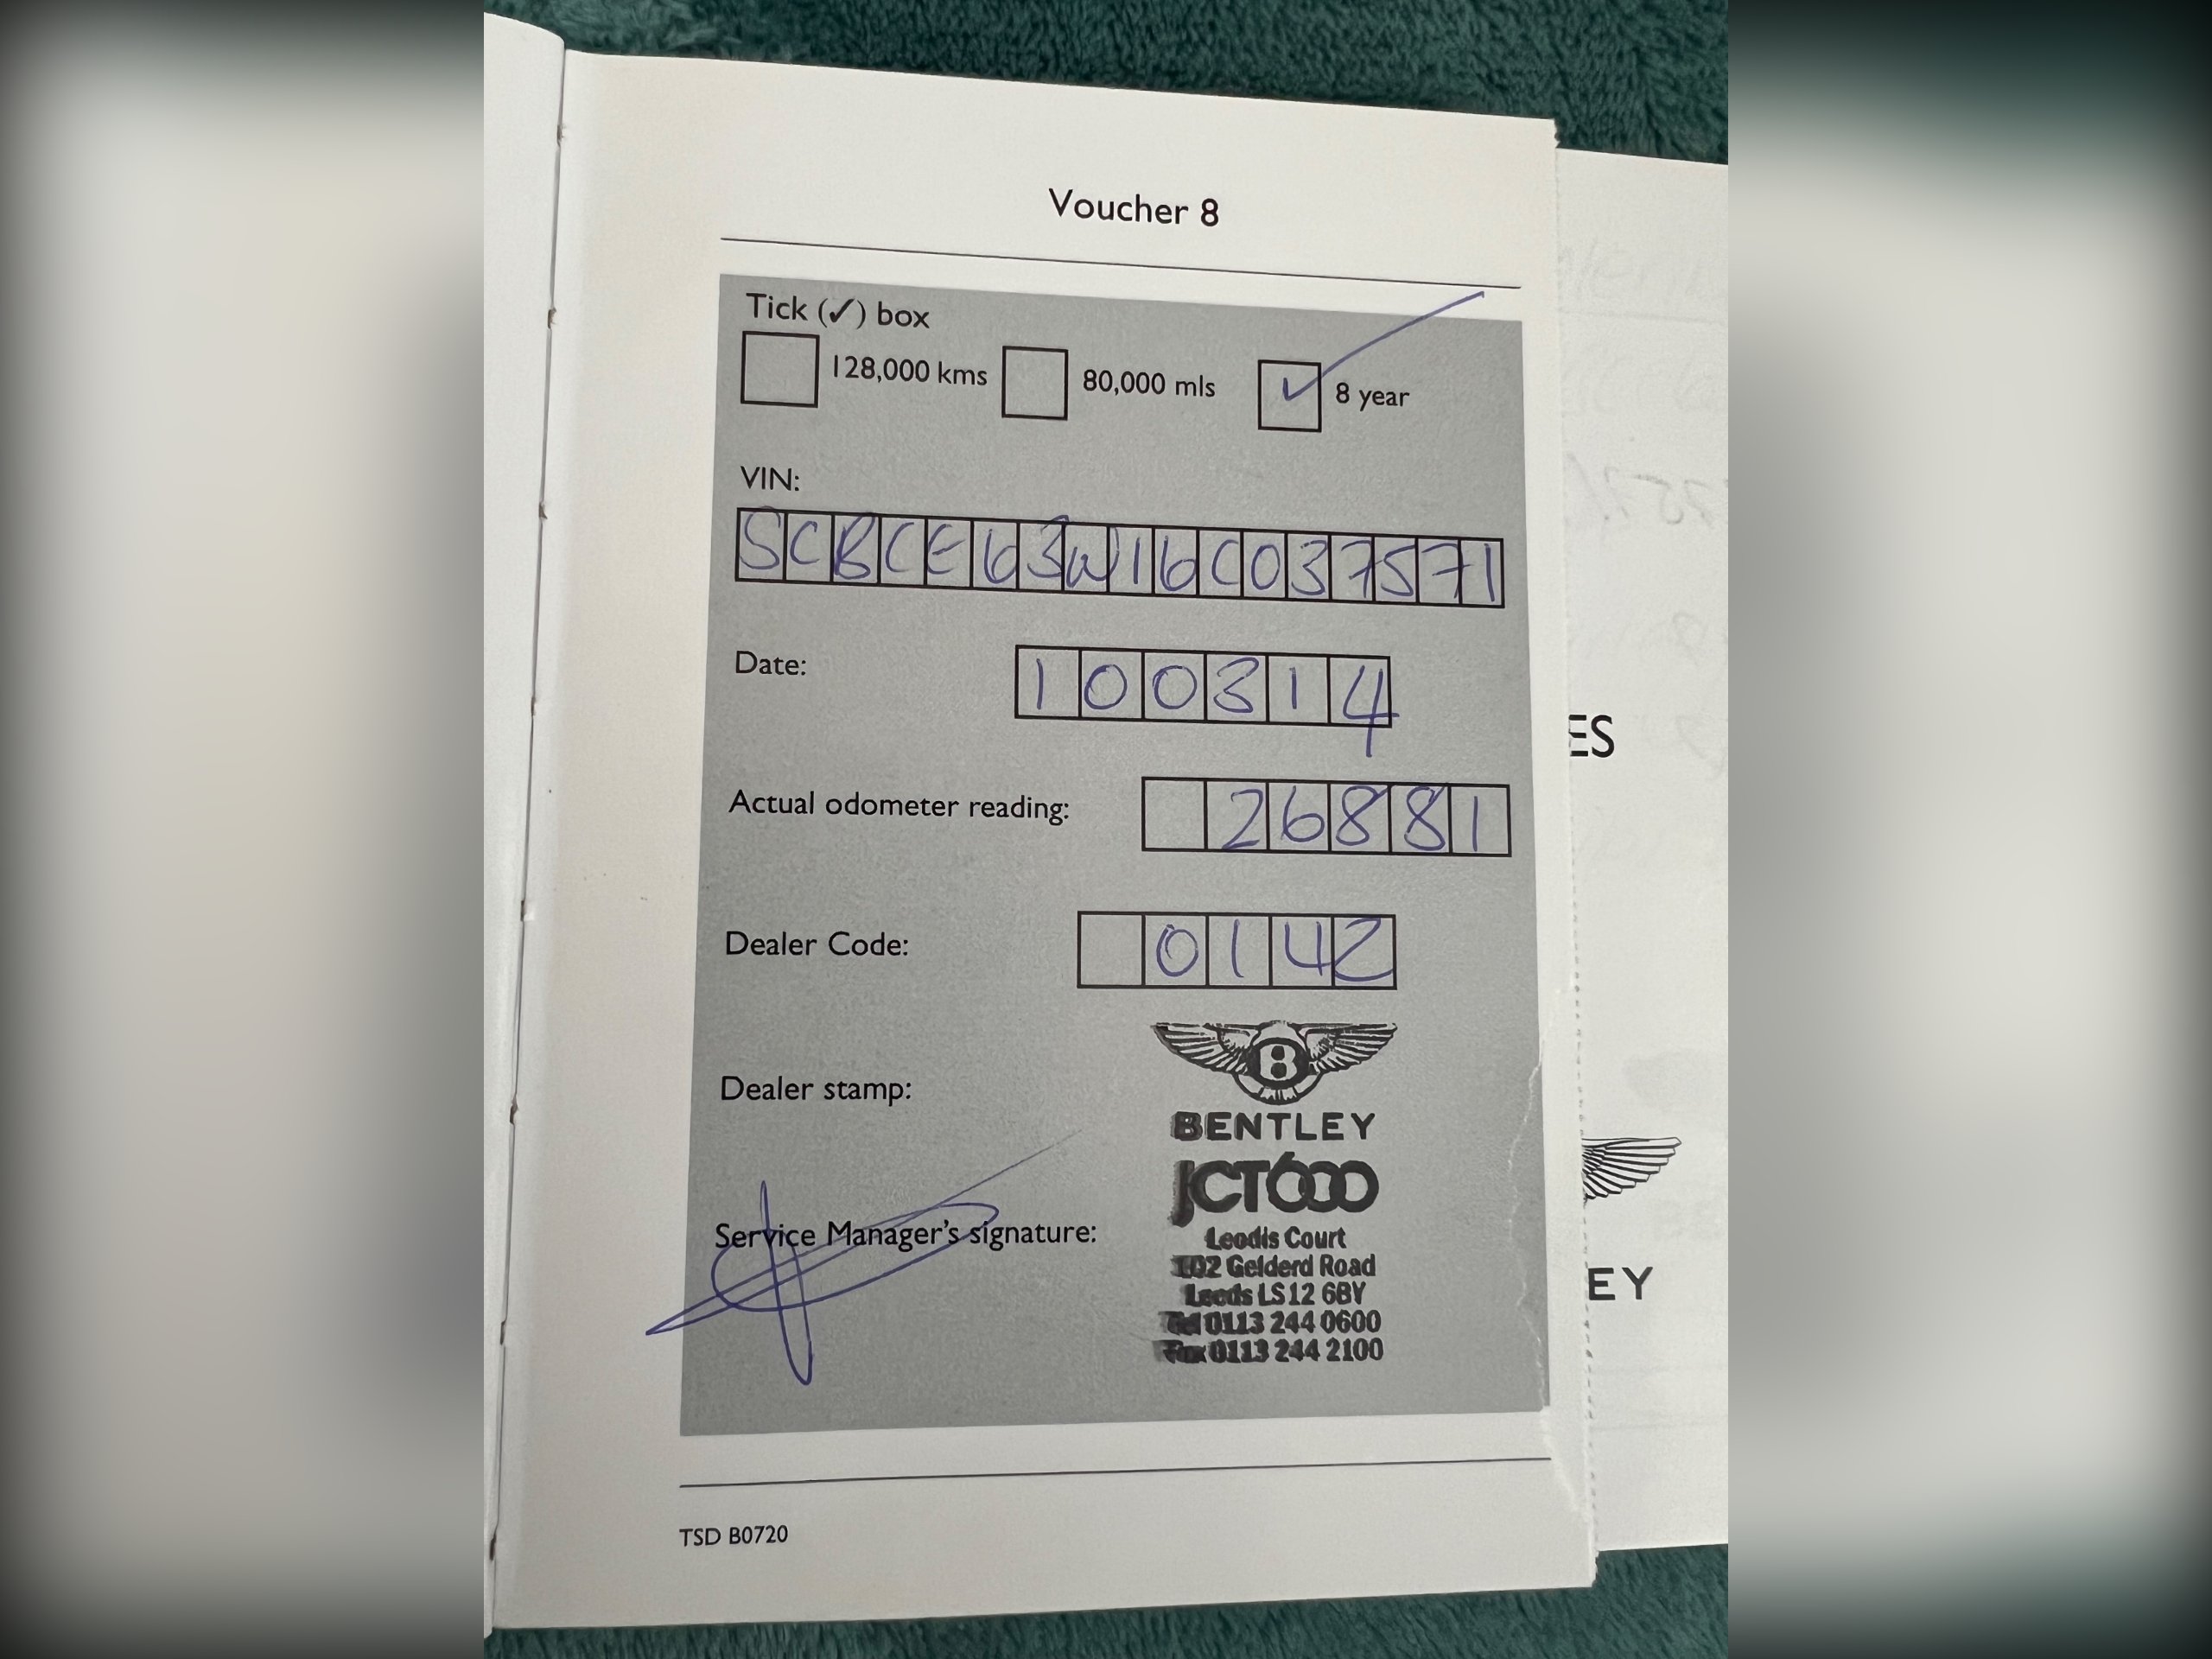 Voucher 8
Tick (✓) box
128,000 kms 80,000 mls ✓ 8 year
VIN:
SCBCE63W16C037571
Date: 100314
Actual odometer reading: 26881
Dealer Code: 0142
Dealer stamp:
B
BENTLEY
JCT600
Service Manager's signature:
Leodis Court
102 Gelderd Road
Leeds LS12 6BY
Tel 0113 244 0600
Fax 0113 244 2100
TSD B0720
ES
EY